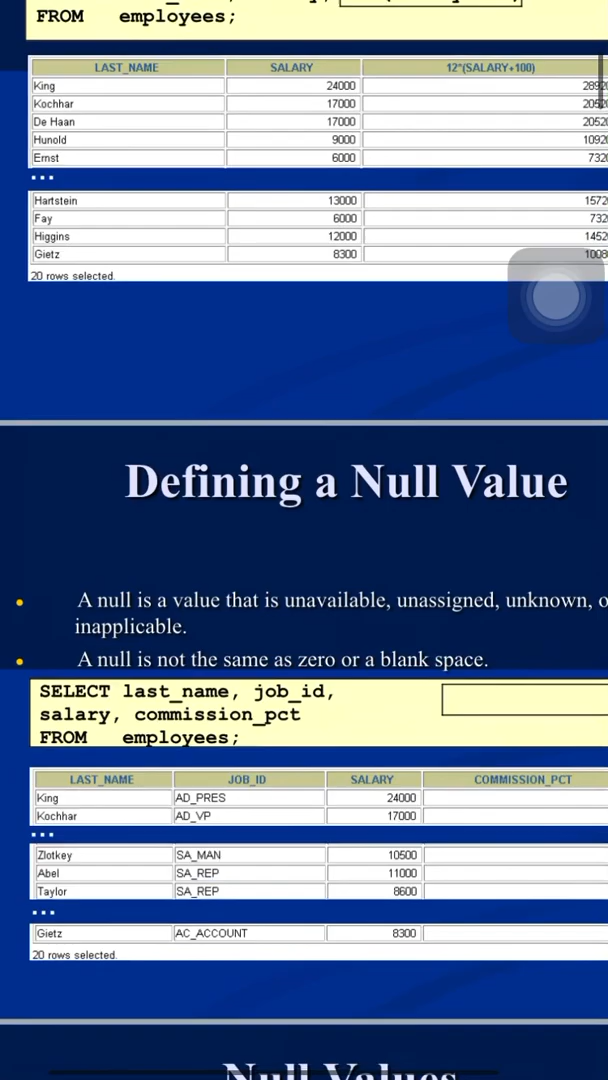 FROM employees;
LAST_NAME SALARY 12*(SALARY+100)
King 24000
Kochhar 17000
De Haan 17000
Hunold 9000
Ernst 6000
...
Hartstein 13000
Fay 6000
Higgins 12000
Gietz 8300
20 rows selected.
Defining a Null Value
• A null is a value that is unavailable, unassigned, unknown,
inapplicable.
• A null is not the same as zero or a blank space.
SELECT last_name, job_id,
salary, commission_pct
FROM employees;
LAST_NAME JOB_ID SALARY COMMISSION_PCT
King AD_PRES 24000
Kochhar AD_VP 17000
...
Zlotkey SA_MAN 10500
Abel SA_REP 11000
Taylor SA_REP 8600
...
Gietz AC_ACCOUNT 8300
20 rows selected.
Null Values